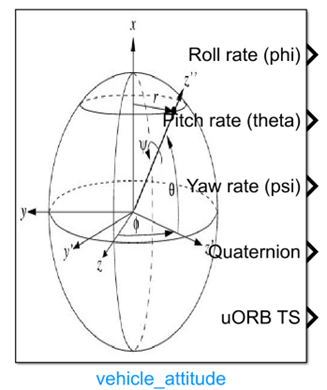 x
Roll rate (phi)
z''
r
Pitch rate (theta)
ψ
θ
Yaw rate (psi)
y
ϕ
y'
z
z'
Quaternion
uORB TS
vehicle_attitude